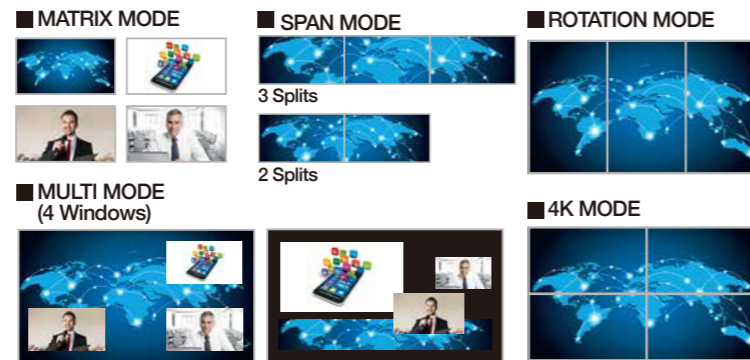 MATRIX MODE
SPAN MODE
ROTATION MODE
3 Splits
2 Splits
MULTI MODE
(4 Windows)
4K MODE